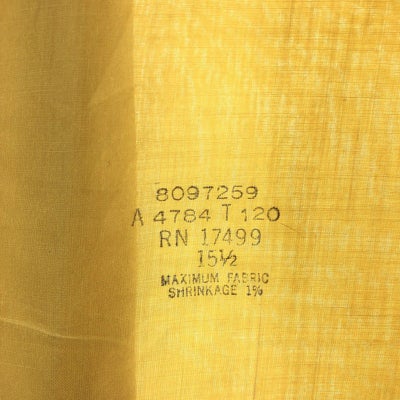 8097259
A 4784 T 120
RN 17499
15½
MAXIMUM FABRIC
SHRINKAGE 1%